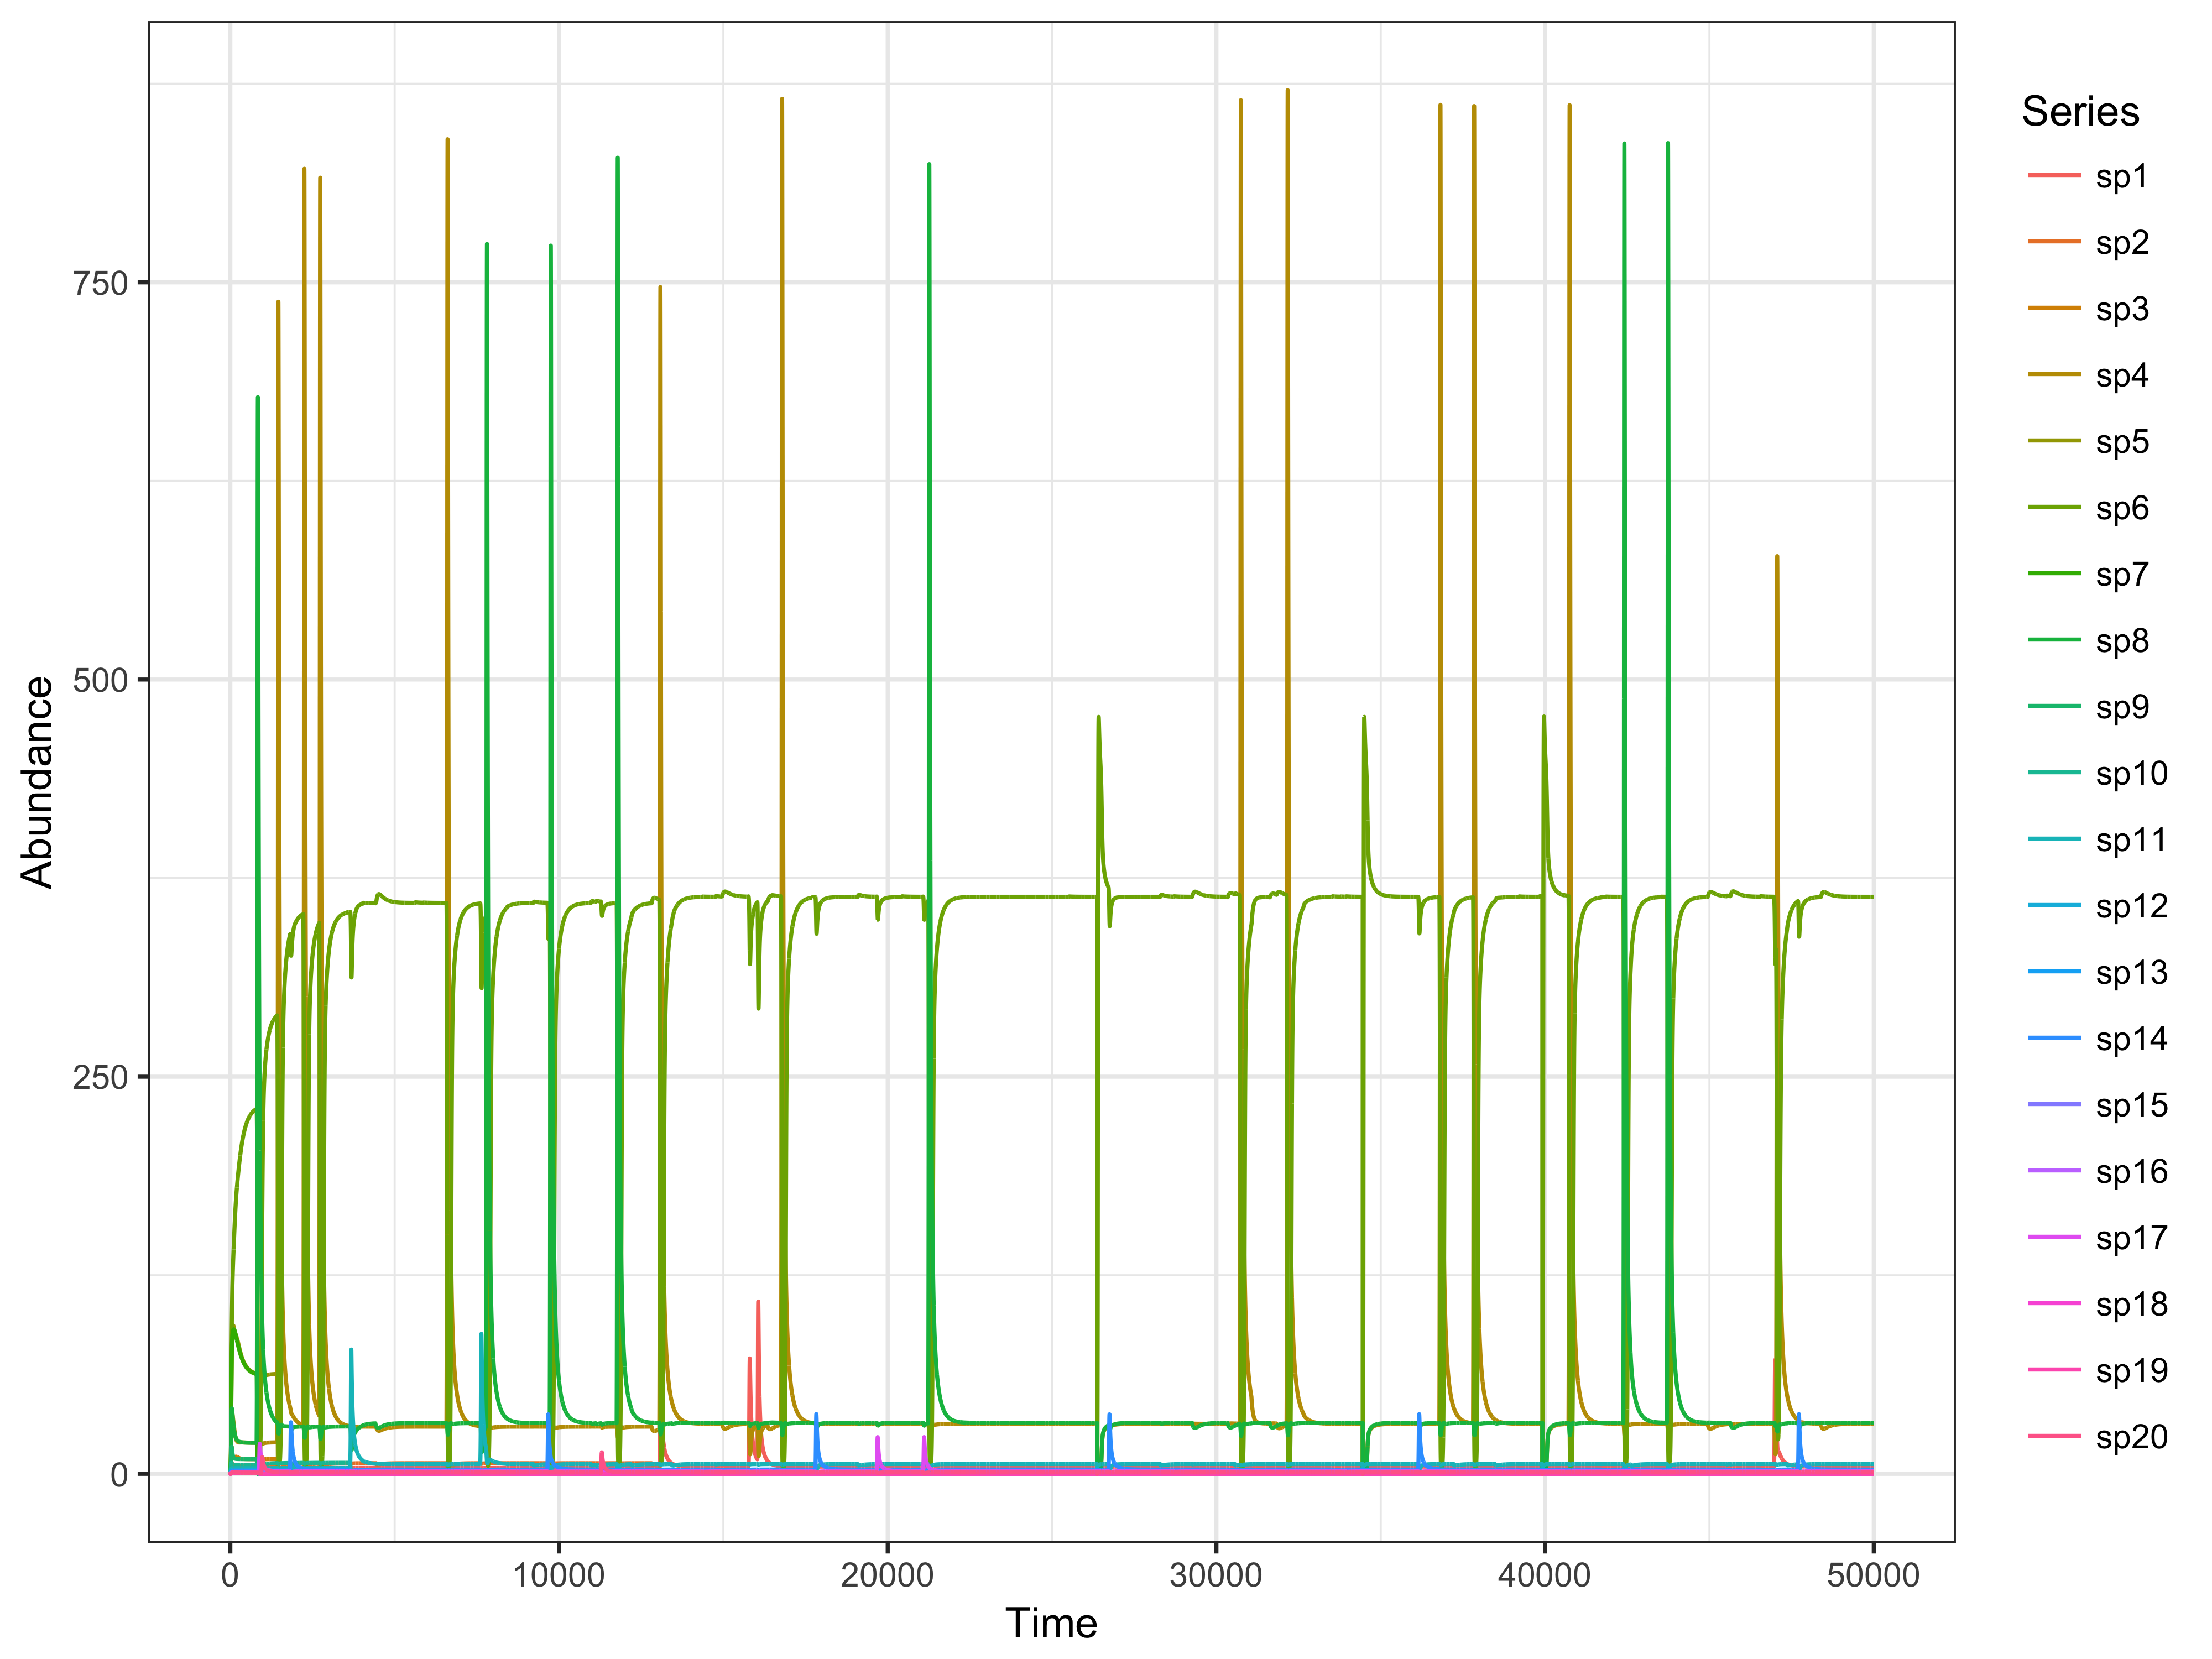 Abundance
750
500
250
0
0 10000 20000 30000 40000 50000
Time
Series
sp1
sp2
sp3
sp4
sp5
sp6
sp7
sp8
sp9
sp10
sp11
sp12
sp13
sp14
sp15
sp16
sp17
sp18
sp19
sp20